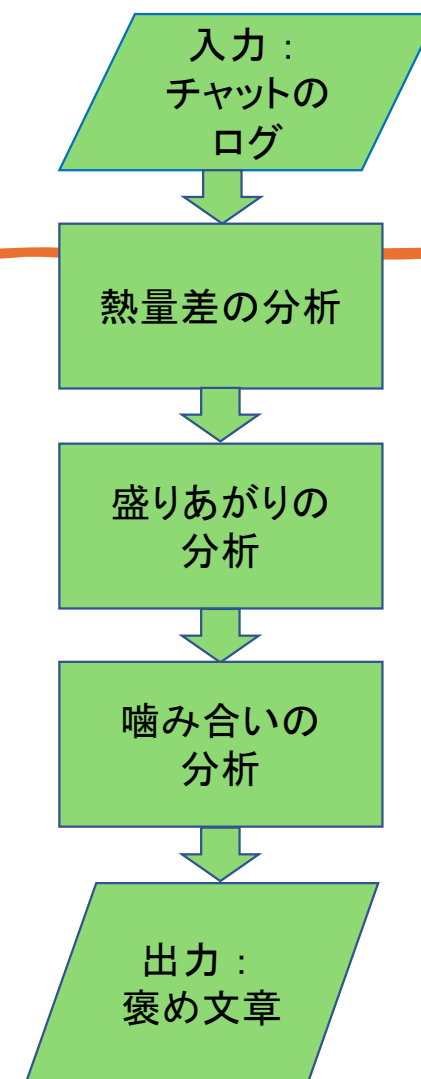 入力：
チャットの
ログ
熱量差の分析
盛りあがりの
分析
噛み合いの
分析
出力：
褒め文章